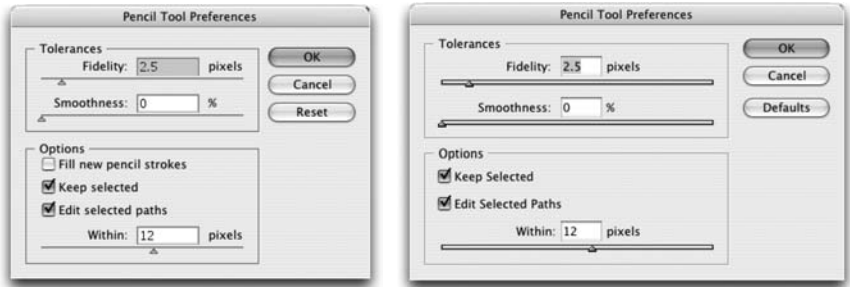 Pencil Tool Preferences
Tolerances
Fidelity: 2.5 pixels
Smoothness: 0 %
OK
Cancel
Reset
Options
Fill new pencil strokes
Keep selected
Edit selected paths
Within: 12 pixels
Pencil Tool Preferences
Tolerances
Fidelity: 2.5 pixels
Smoothness: 0 %
OK
Cancel
Defaults
Options
Keep Selected
Edit Selected Paths
Within: 12 pixels